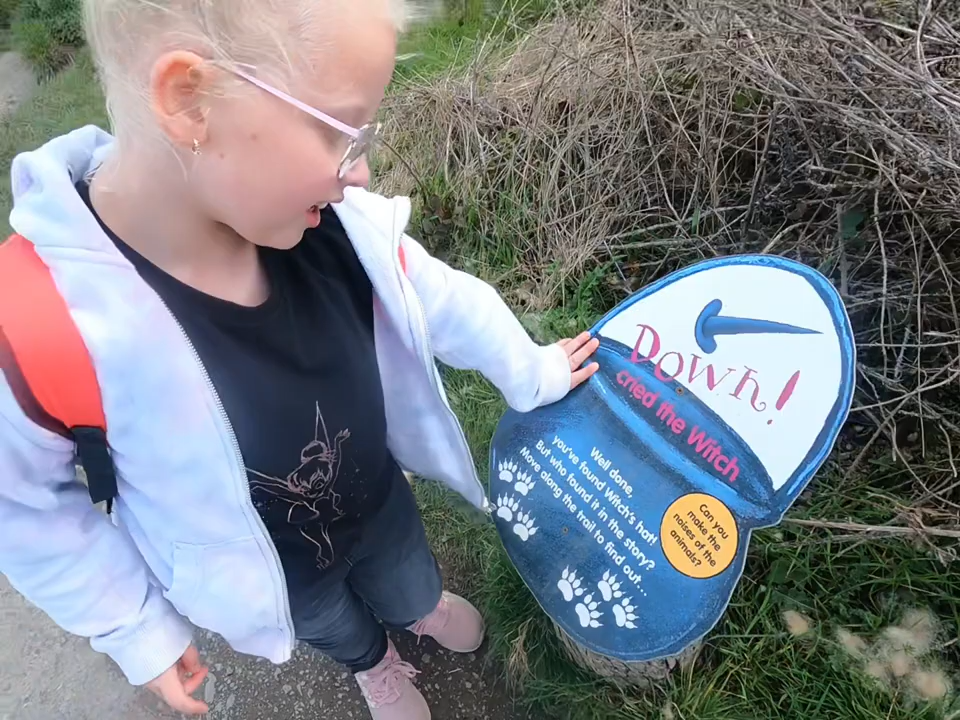 Down!
cried the Witch
Well done,
you've found Witch's hat!
But who found it in the story?
Move along the trail to find out...
Can you
make the
noises of the
animals?